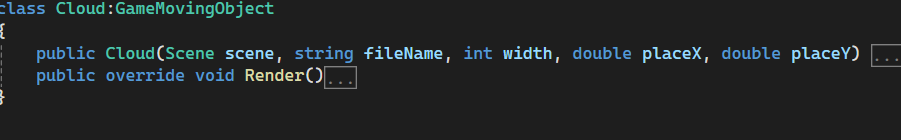 class Cloud:GameMovingObject
{
public Cloud(Scene scene, string fileName, int width, double placeX, double placeY) ...
public override void Render()...
}